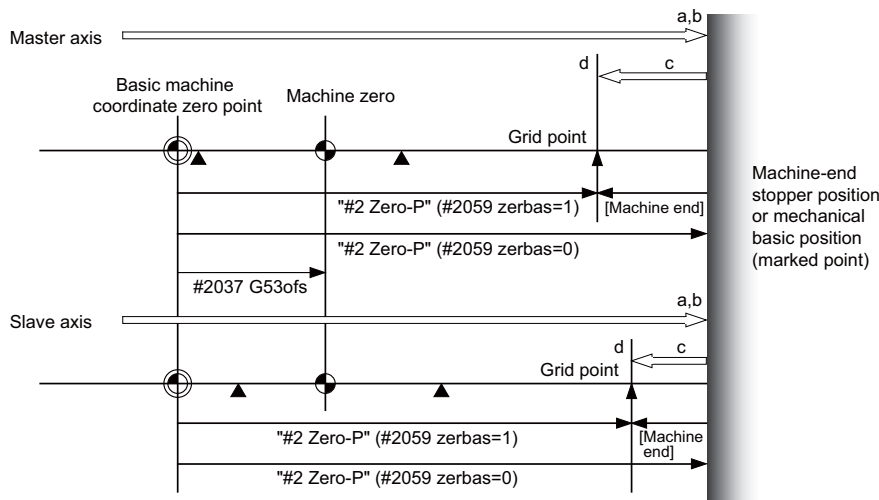 a,b
Master axis
d
c
Basic machine
coordinate zero point
Machine zero
Grid point
Machine-end
stopper position
or mechanical
basic position
(marked point)
"#2 Zero-P" (#2059 zerbas=1)
[Machine end]
"#2 Zero-P" (#2059 zerbas=0)
#2037 G53ofs
a,b
Slave axis
d
c
Grid point
"#2 Zero-P" (#2059 zerbas=1)
[Machine
end]
"#2 Zero-P" (#2059 zerbas=0)